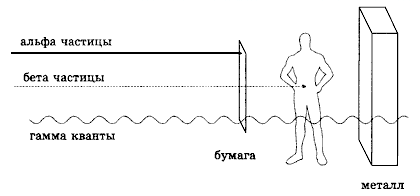 альфа частицы
бета частицы
гамма кванты
бумага
металл